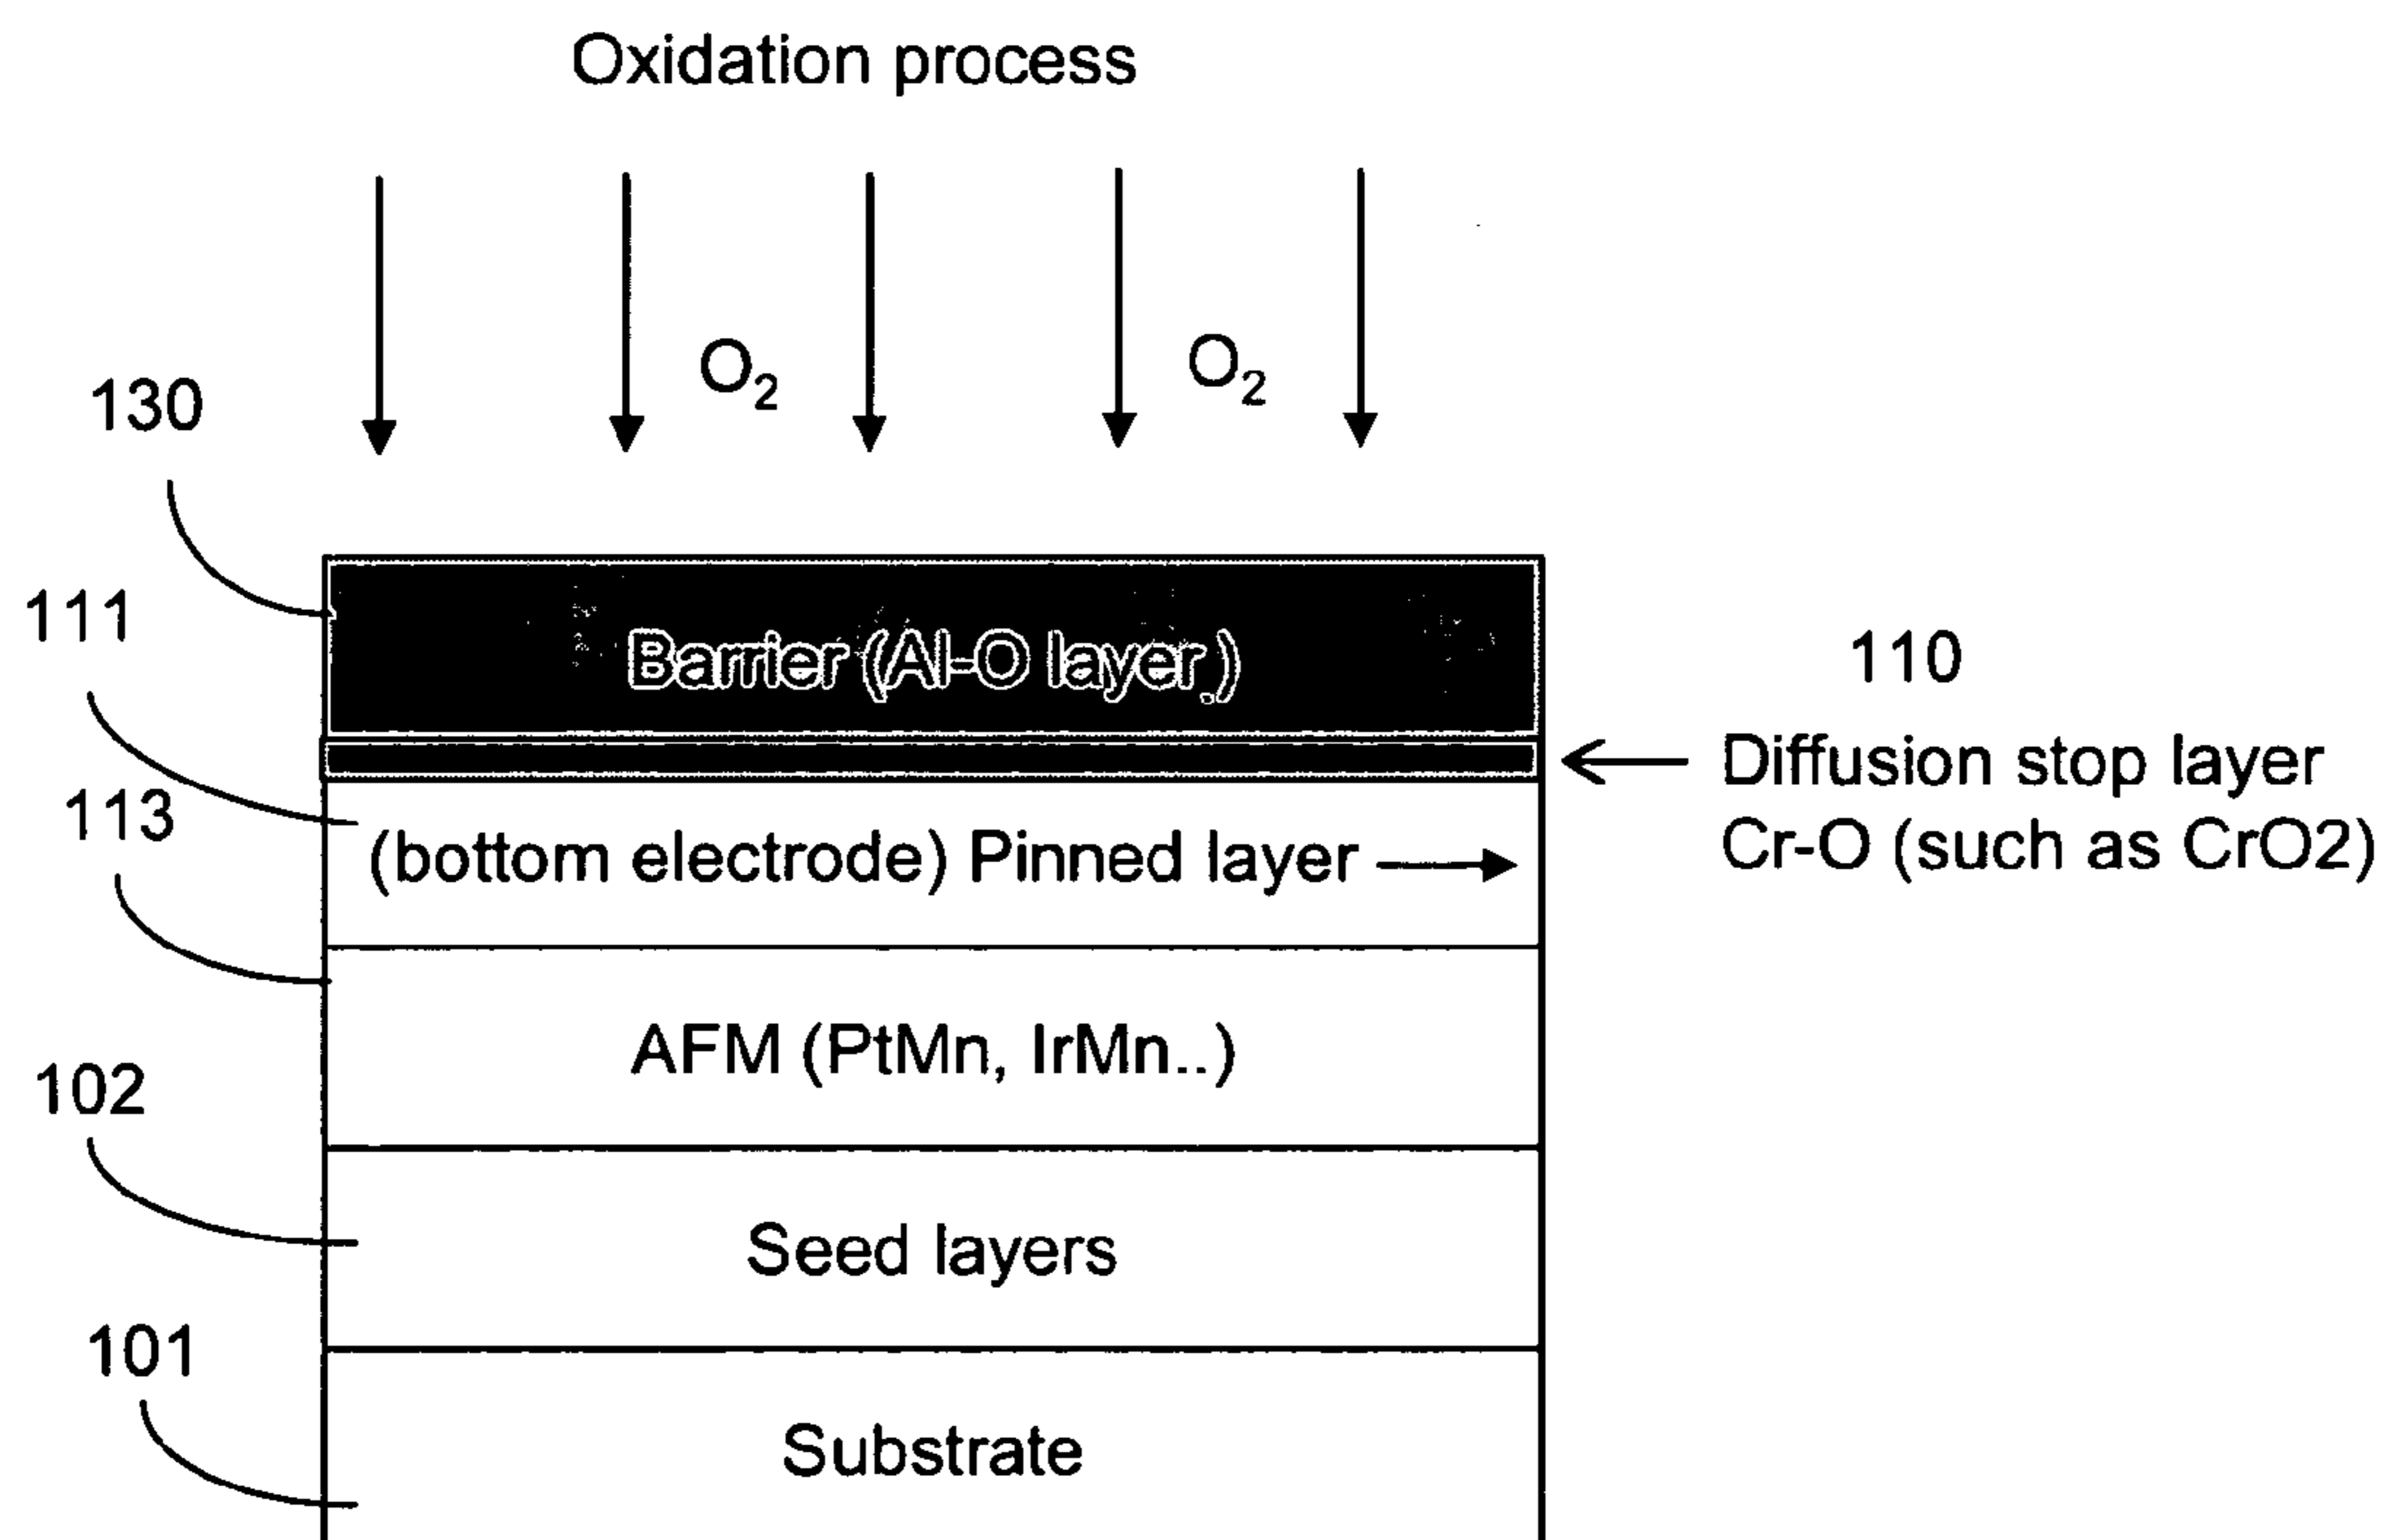 Oxidation process
O₂
O₂
130
111
Barrier (Al-O layer,)
110
Diffusion stop layer
Cr-O (such as CrO2)
113
(bottom electrode) Pinned layer
AFM (PtMn, IrMn..)
102
Seed layers
101
Substrate